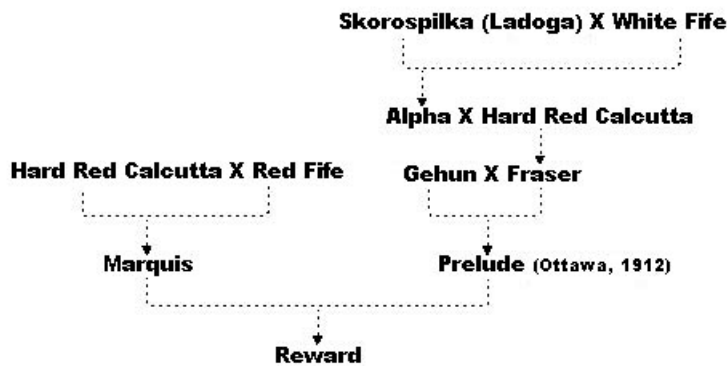 Skorospilka (Ladoga) X White Fife
Alpha X Hard Red Calcutta
Hard Red Calcutta X Red Fife
Gehun X Fraser
Marquis
Prelude (Ottawa, 1912)
Reward